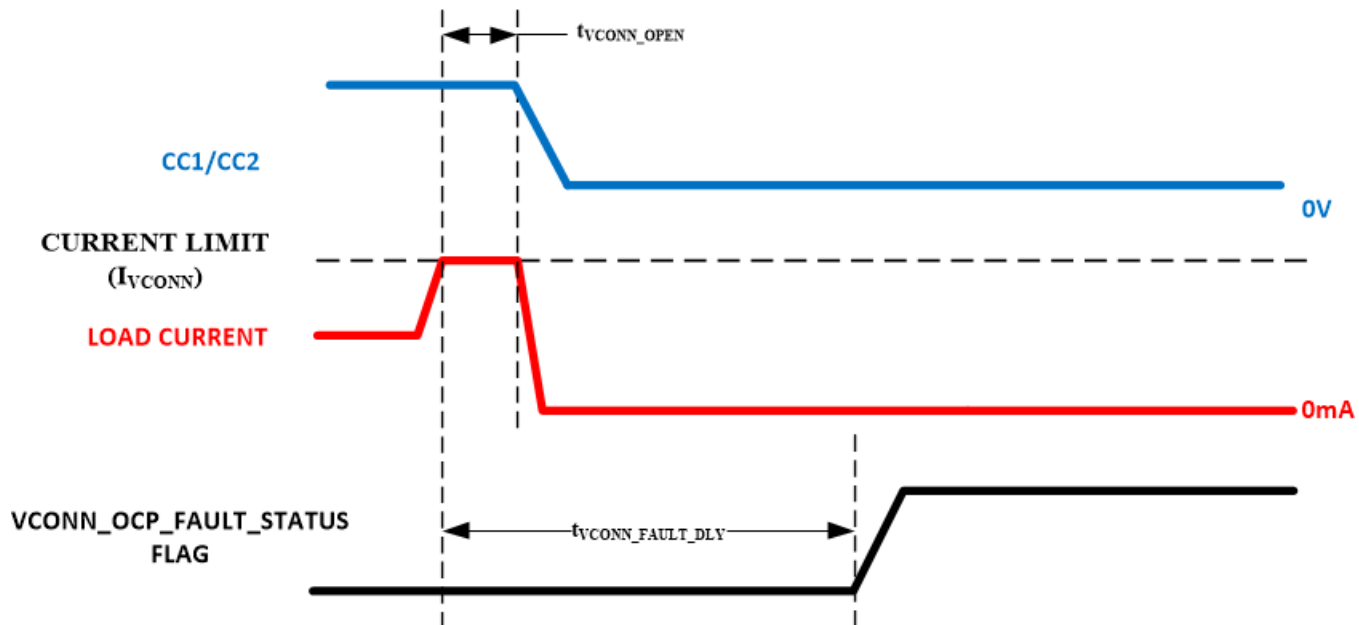 tVCONN_OPEN
CC1/CC2
0V
CURRENT LIMIT
(IVCONN)
LOAD CURRENT
0mA
VCONN_OCP_FAULT_STATUS
FLAG
tVCONN_FAULT_DLY